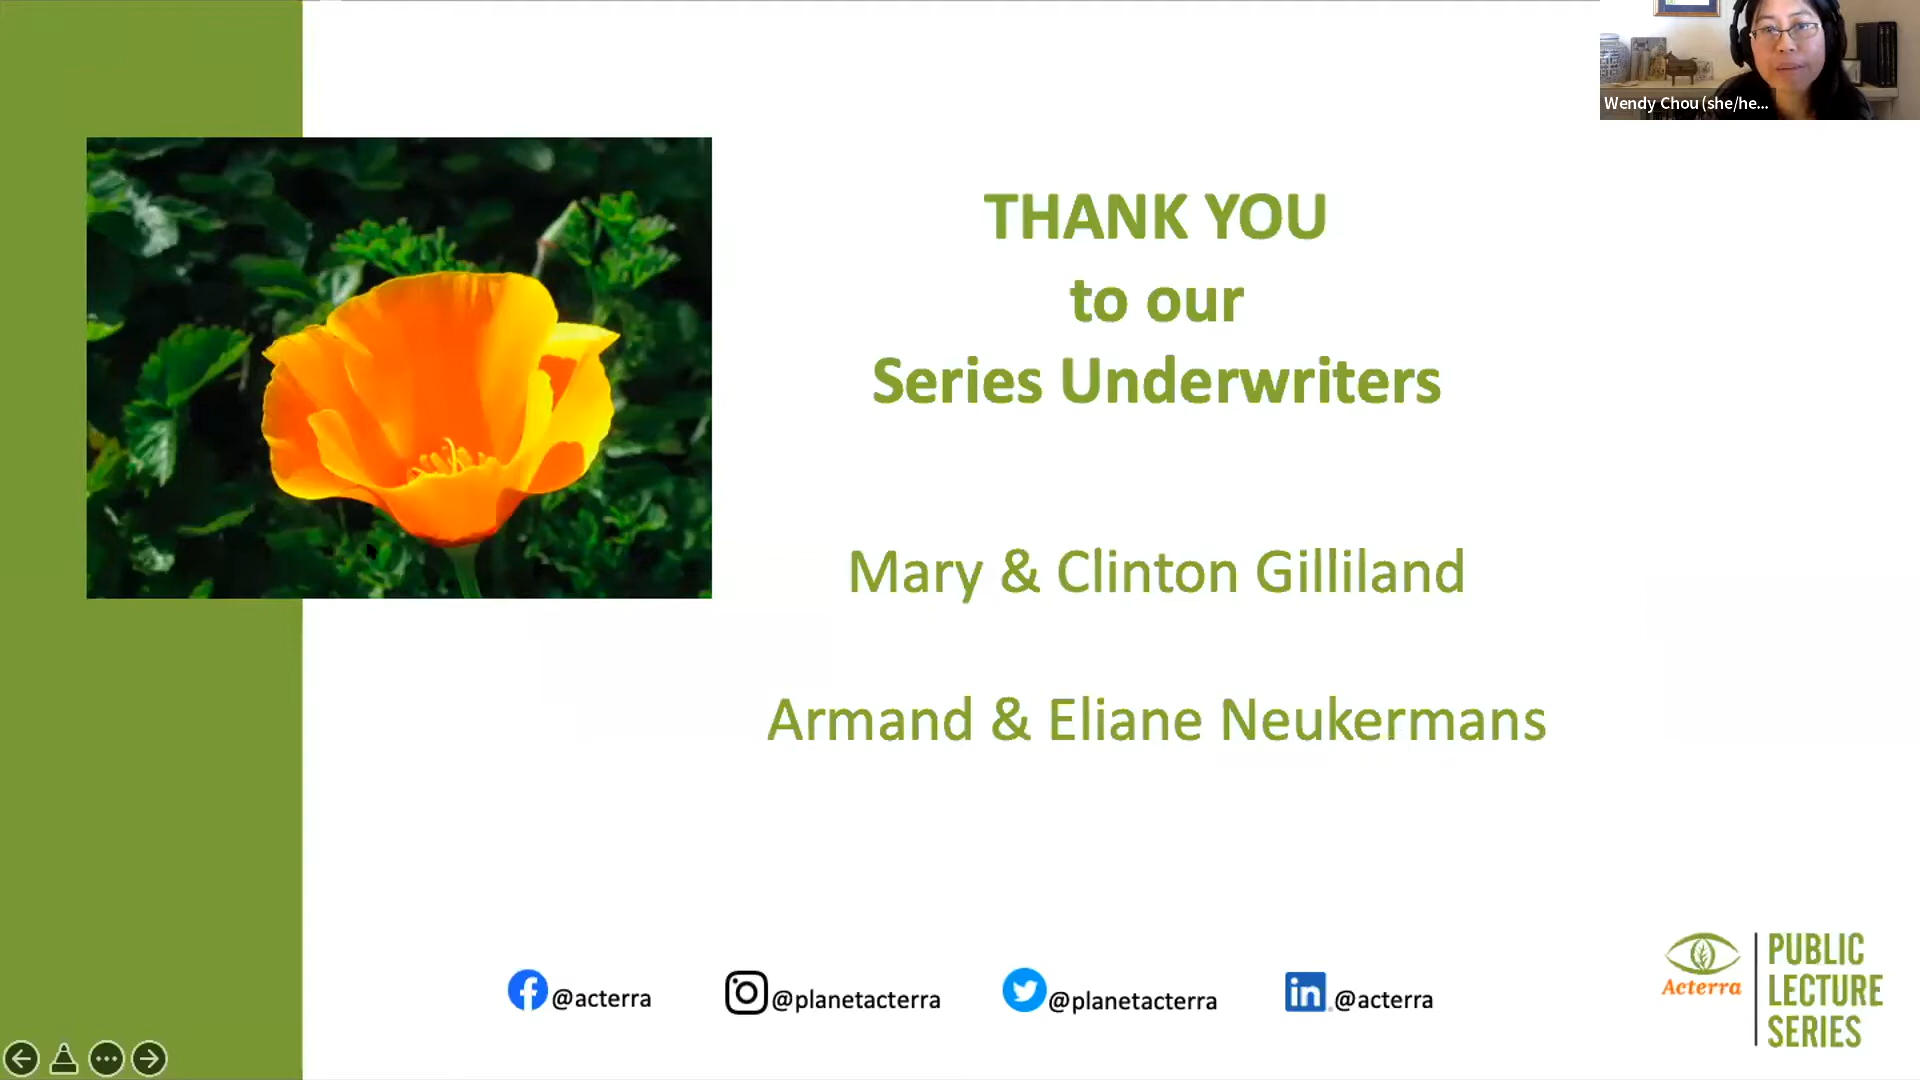 Wendy Chou (she/he...
THANK YOU
to our
Series Underwriters
Mary & Clinton Gilliland
Armand & Eliane Neukermans
@acterra
@planetacterra
@planetacterra
in @acterra
Acterra
PUBLIC
LECTURE
SERIES